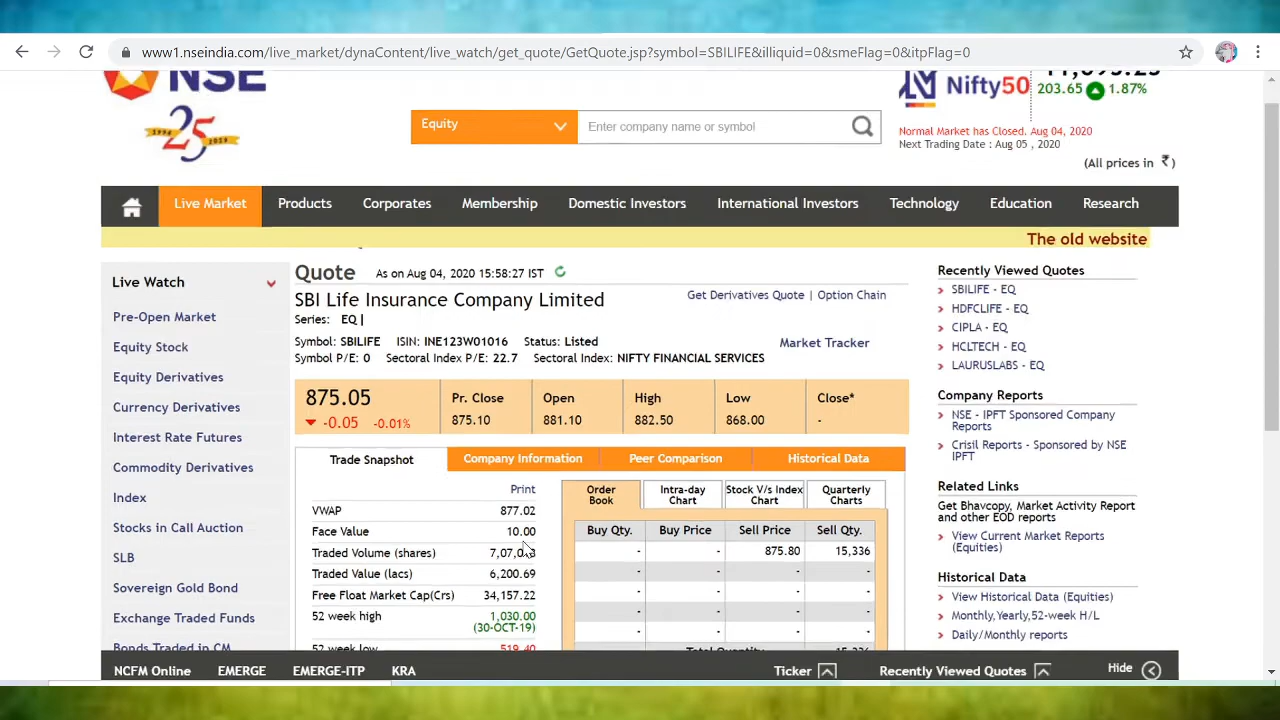 www1.nseindia.com/live_market/dynaContent/live_watch/get_quote/GetQuote.jsp?symbol=SBILIFE&illiquid=0&smeFlag=0&itpFlag=0
NSE
25
Nifty50
203.65 1.87%
Normal Market has Closed. Aug 04, 2020
Next Trading Date : Aug 05 , 2020
(All prices in ₹)
Equity
Enter company name or symbol
Live Market Products Corporates Membership Domestic Investors International Investors Technology Education Research
The old website
Live Watch
Pre-Open Market
Equity Stock
Equity Derivatives
Currency Derivatives
Interest Rate Futures
Commodity Derivatives
Index
Stocks in Call Auction
SLB
Sovereign Gold Bond
Exchange Traded Funds
Bonds Traded in CM
Quote As on Aug 04, 2020 15:58:27 IST
SBI Life Insurance Company Limited
Get Derivatives Quote | Option Chain
Series: EQ |
Symbol: SBILIFE ISIN: INE123W01016 Status: Listed
Market Tracker
Symbol P/E: 0 Sectoral Index P/E: 22.7 Sectoral Index: NIFTY FINANCIAL SERVICES
875.05 Pr. Close Open High Low Close*
-0.05 -0.01% 875.10 881.10 882.50 868.00 -
Trade Snapshot Company Information Peer Comparison Historical Data
Print
VWAP 877.02
Face Value 10.00
Traded Volume (shares)
Traded Value (lacs) 6,200.69
Free Float Market Cap(Crs) 34,157.22
52 week high 1,030.00
(30-OCT-19)
52 week low 519.40
Order Book
Intra-day Chart
Stock V/s Index Chart
Quarterly Charts
Buy Qty. Buy Price Sell Price Sell Qty.
- - 875.80 15,336
- - - -
- - - -
- - - -
- - - -
Total Quantity 15,336
Recently Viewed Quotes
SBILIFE - EQ
HDFCLIFE - EQ
CIPLA - EQ
HCLTECH - EQ
LAURUSLABS - EQ
Company Reports
NSE - IPFT Sponsored Company
Reports
Crisil Reports - Sponsored by NSE
IPFT
Related Links
Get Bhavcopy, Market Activity Report
and other EOD reports
View Current Market Reports
(Equities)
Historical Data
View Historical Data (Equities)
Monthly,Yearly,52-week H/L
Daily/Monthly reports
NCFM Online EMERGE EMERGE-ITP KRA Ticker Recently Viewed Quotes Hide